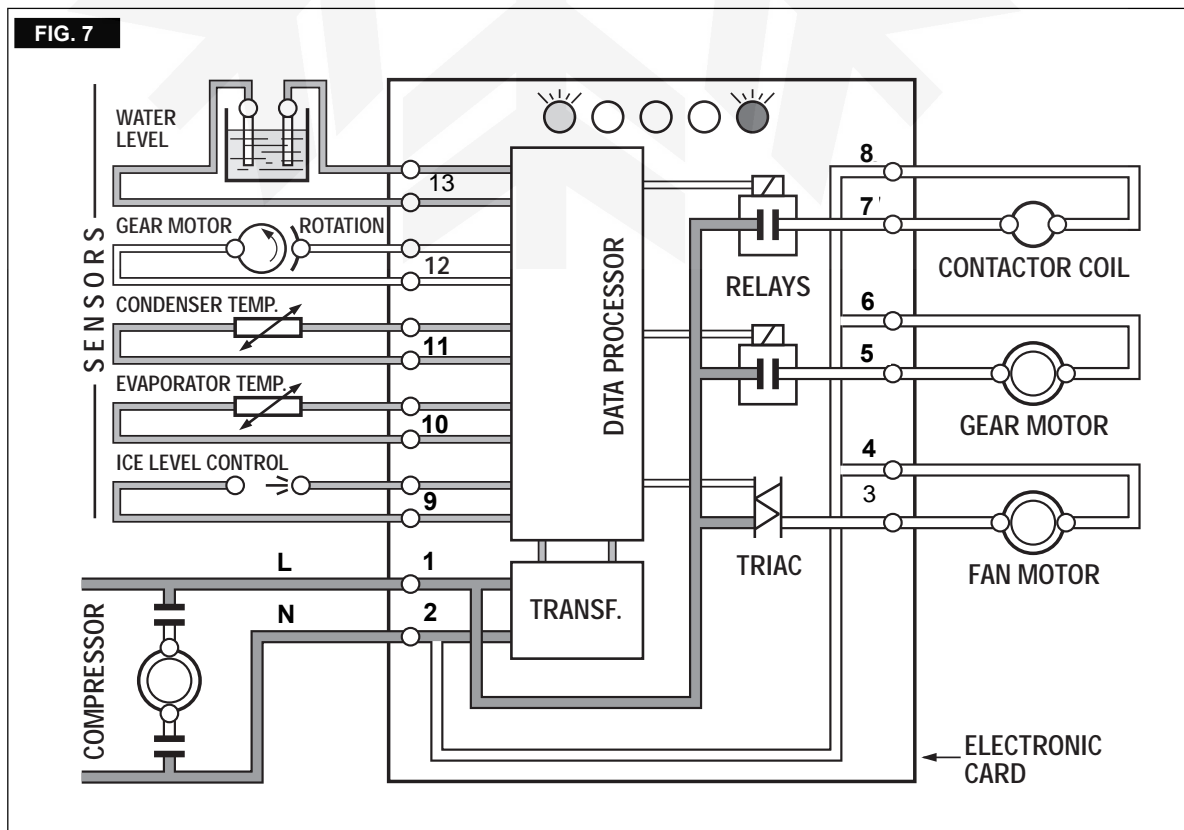 FIG. 7
WATER
LEVEL
13
GEAR MOTOR ROTATION
12
CONDENSER TEMP.
11
EVAPORATOR TEMP.
10
ICE LEVEL CONTROL
9
SENSORS
L
1
N
2
COMPRESSOR
DATA PROCESSOR
TRANSF.
RELAYS
TRIAC
8
7
CONTACTOR COIL
6
5
GEAR MOTOR
4
3
FAN MOTOR
ELECTRONIC
CARD